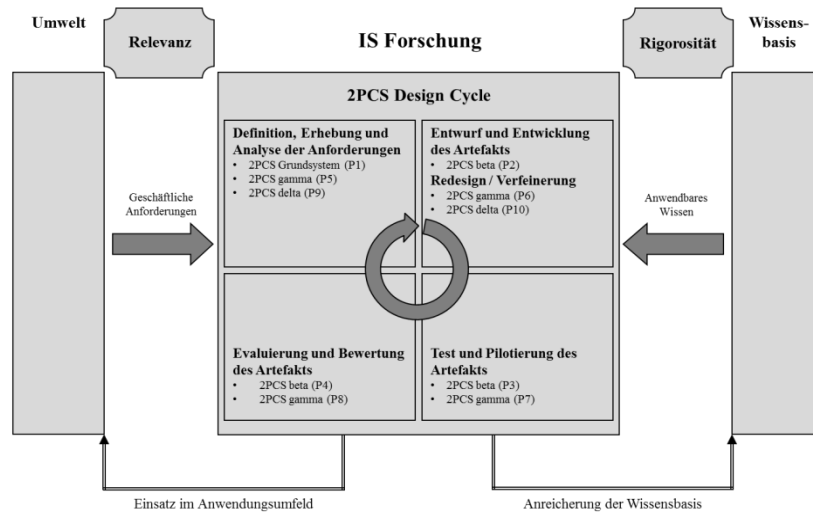 Umwelt
Relevanz
IS Forschung
Rigorosität
Wissens-
basis
2PCS Design Cycle
Definition, Erhebung und
Analyse der Anforderungen
• 2PCS Grundsystem (P1)
• 2PCS gamma (P5)
• 2PCS delta (P9)
Entwurf und Entwicklung
des Artefakts
• 2PCS beta (P2)
Redesign / Verfeinerung
• 2PCS gamma (P6)
• 2PCS delta (P10)
Geschäftliche
Anforderungen
Anwendbares
Wissen
Evaluierung und Bewertung
des Artefakts
• 2PCS beta (P4)
• 2PCS gamma (P8)
Test und Pilotierung des
Artefakts
• 2PCS beta (P3)
• 2PCS gamma (P7)
Einsatz im Anwendungsumfeld
Anreicherung der Wissensbasis